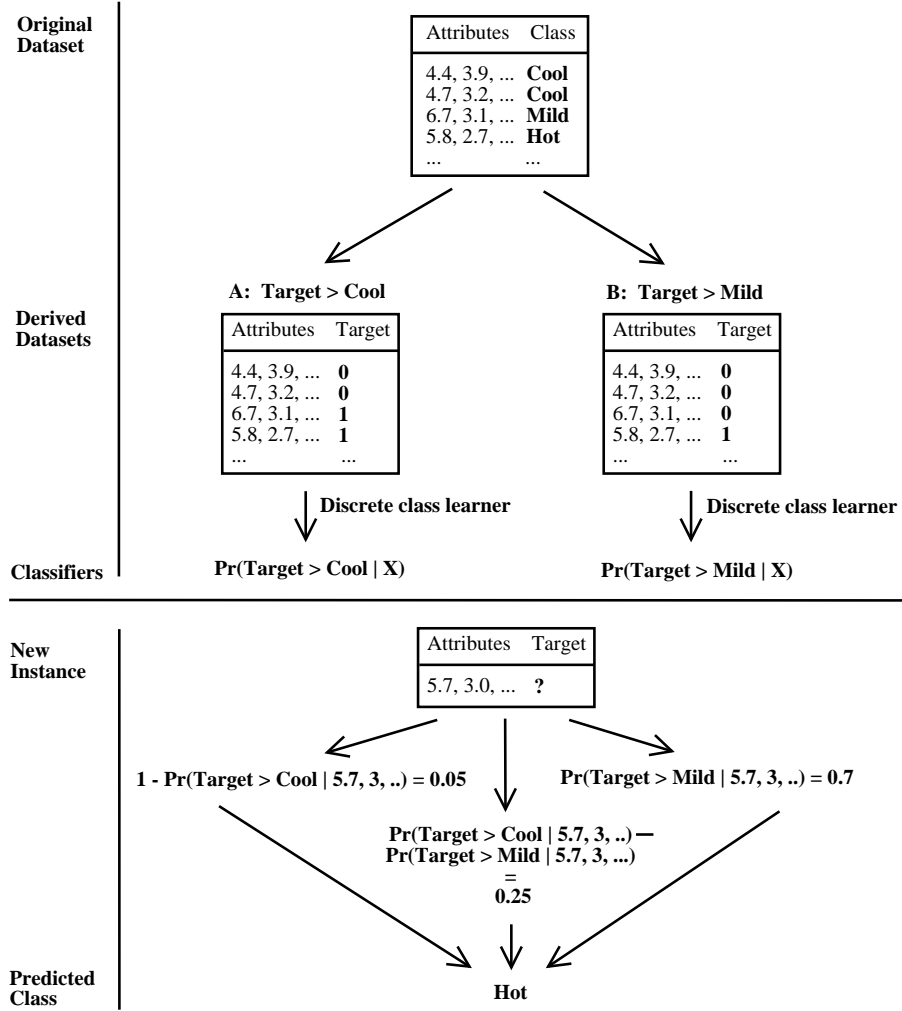 Original
Dataset
Attributes Class
4.4, 3.9, ... Cool
4.7, 3.2, ... Cool
6.7, 3.1, ... Mild
5.8, 2.7, ... Hot
... ...
A: Target > Cool
B: Target > Mild
Derived
Datasets
Attributes Target
4.4, 3.9, ... 0
4.7, 3.2, ... 0
6.7, 3.1, ... 1
5.8, 2.7, ... 1
... ...
Attributes Target
4.4, 3.9, ... 0
4.7, 3.2, ... 0
6.7, 3.1, ... 0
5.8, 2.7, ... 1
... ...
Discrete class learner
Discrete class learner
Classifiers
Pr(Target > Cool | X)
Pr(Target > Mild | X)
New
Instance
Attributes Target
5.7, 3.0, ... ?
1 - Pr(Target > Cool | 5.7, 3, ..) = 0.05
Pr(Target > Mild | 5.7, 3, ..) = 0.7
Pr(Target > Cool | 5.7, 3, ..) —
Pr(Target > Mild | 5.7, 3, ...)
=
0.25
Predicted
Class
Hot